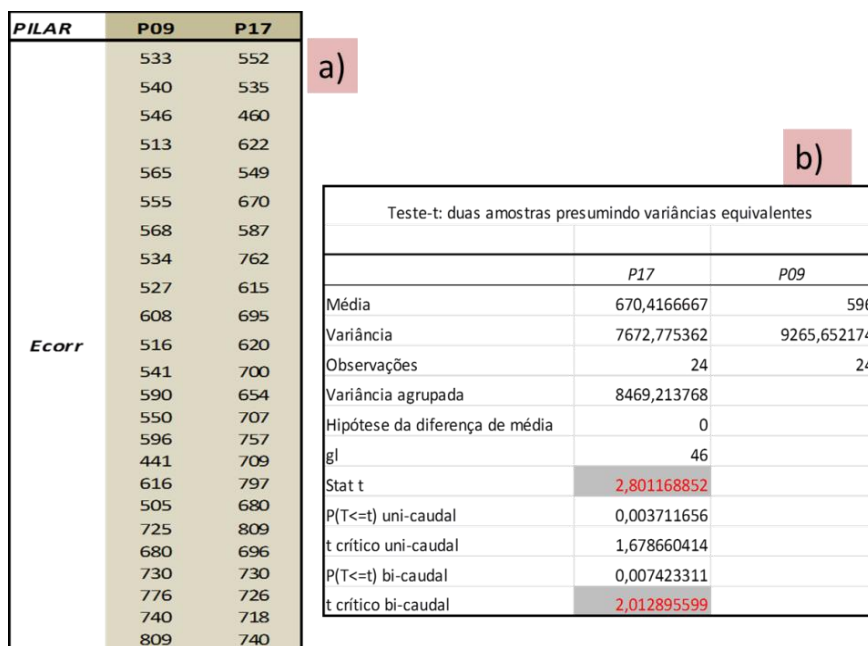 PILAR P09 P17
533 552
540 535
546 460
513 622
565 549
555 670
568 587
534 762
527 615
608 695
Ecorr 516 620
541 700
590 654
550 707
596 757
441 709
616 797
505 680
725 809
680 696
730 730
776 726
740 718
809 740
a)
b)
Teste-t: duas amostras presumindo variâncias equivalentes
P17 P09
Média 670,4166667 596
Variância 7672,775362 9265,652174
Observações 24 24
Variância agrupada 8469,213768
Hipótese da diferença de média 0
gl 46
Stat t 2,801168852
P(T<=t) uni-caudal 0,003711656
t crítico uni-caudal 1,678660414
P(T<=t) bi-caudal 0,007423311
t crítico bi-caudal 2,012895599